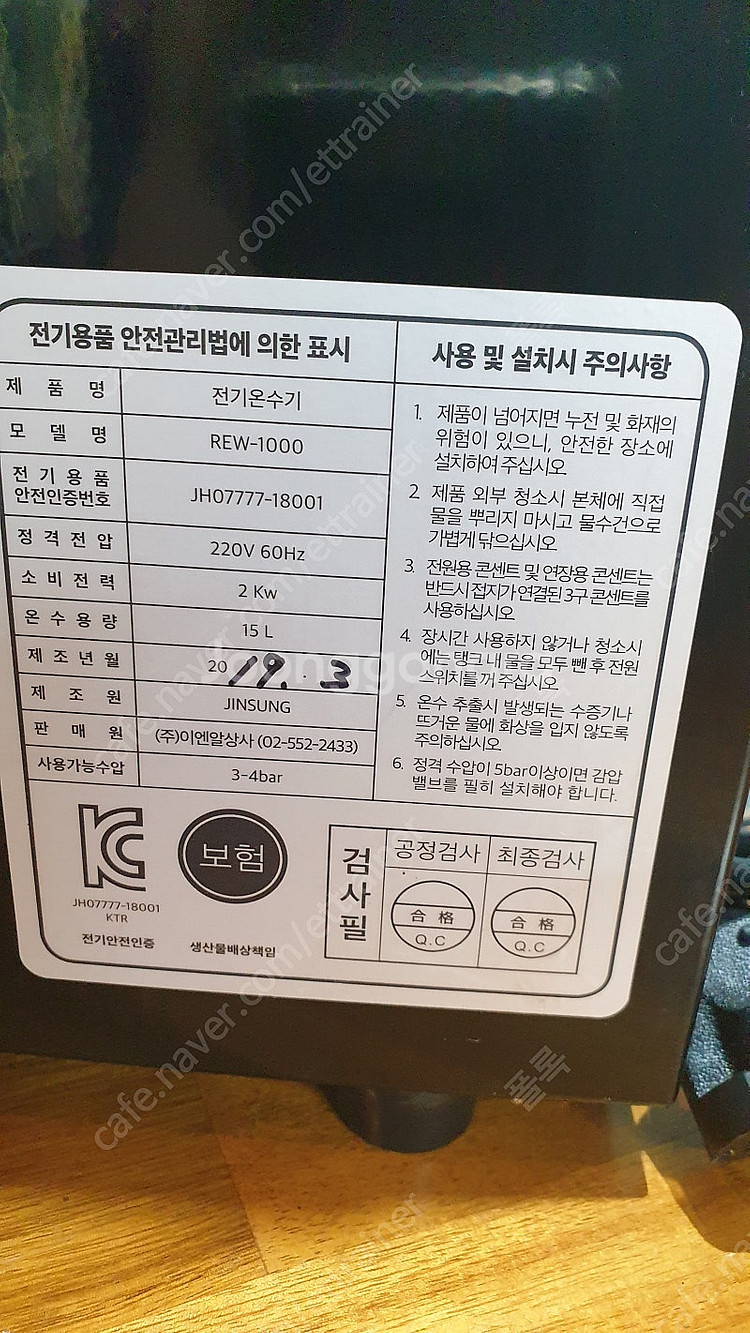 전기용품 안전관리법에 의한 표시
제품명 전기온수기
모델명 REW-1000
전기용품
안전인증번호 JH07777-18001
정격전압 220V 60Hz
소비전력 2 Kw
온수용량 15 L
제조년월 2019. 3
제조원 JINSUNG
판매원 (주)이엔알상사 (02-552-2433)
사용가능수압 3-4bar
사용 및 설치시 주의사항
1. 제품이 넘어지면 누전 및 화재의
위험이 있으니, 안전한 장소에
설치하여 주십시오
2. 제품 외부 청소시 본체에 직접
물을 뿌리지 마시고 물수건으로
가볍게 닦으십시오
3. 전원용 콘센트 및 연장용 콘센트는
반드시 접지가 연결된 3구 콘센트를
사용하십시오
4. 장시간 사용하지 않거나 청소시
에는 탱크 내 물을 모두 뺀 후 전원
스위치를 꺼 주십시오
5. 온수 추출시 발생되는 수증기나
뜨거운 물에 화상을 입지 않도록
주의하십시오.
6. 정격 수압이 5bar이상이면 감압
밸브를 필히 설치해야 합니다.
JH07777-18001
KTR
전기안전인증
보험
생산물배상책임
검사필
공정검사 최종검사
合格 合格
Q.C Q.C
cafe.naver.com/ettrainer
폴록